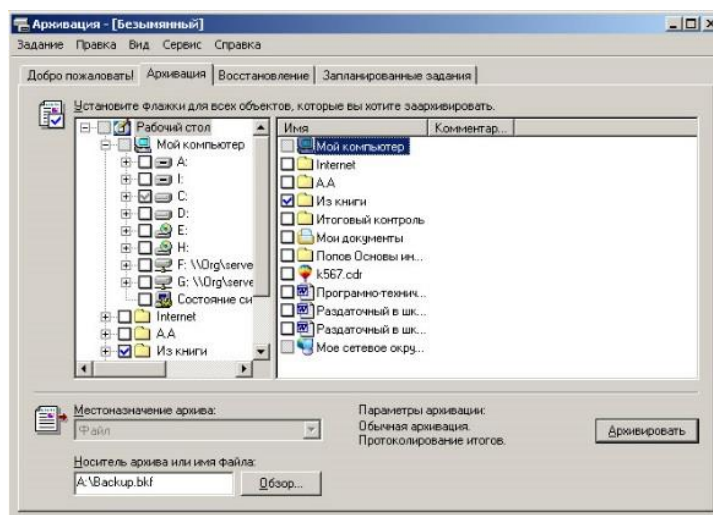 Архивация - [Безымянный]
Задание Правка Вид Сервис Справка
Добро пожаловать! Архивация Восстановление Запланированные задания
Установите флажки для всех объектов, которые вы хотите заархивировать.
Рабочий стол
Мой компьютер
A:
I:
C:
D:
E:
H:
F: \\Org\serve
G: \\Org\serve
Состояние си
Internet
A.A
Из книги
Имя Комментар...
Мой компьютер
Internet
A.A
Из книги
Итоговый контроль
Мои документы
Попов Основы ин...
k567.cdr
Програмно-технич...
Раздаточный в шк...
Раздаточный в шк...
Мое сетевое окру...
Местоназначение архива:
Файл
Носитель архива или имя файла:
A:\Backup.bkf
Обзор...
Параметры архивации:
Обычная архивация.
Протоколирование итогов.
Архивировать